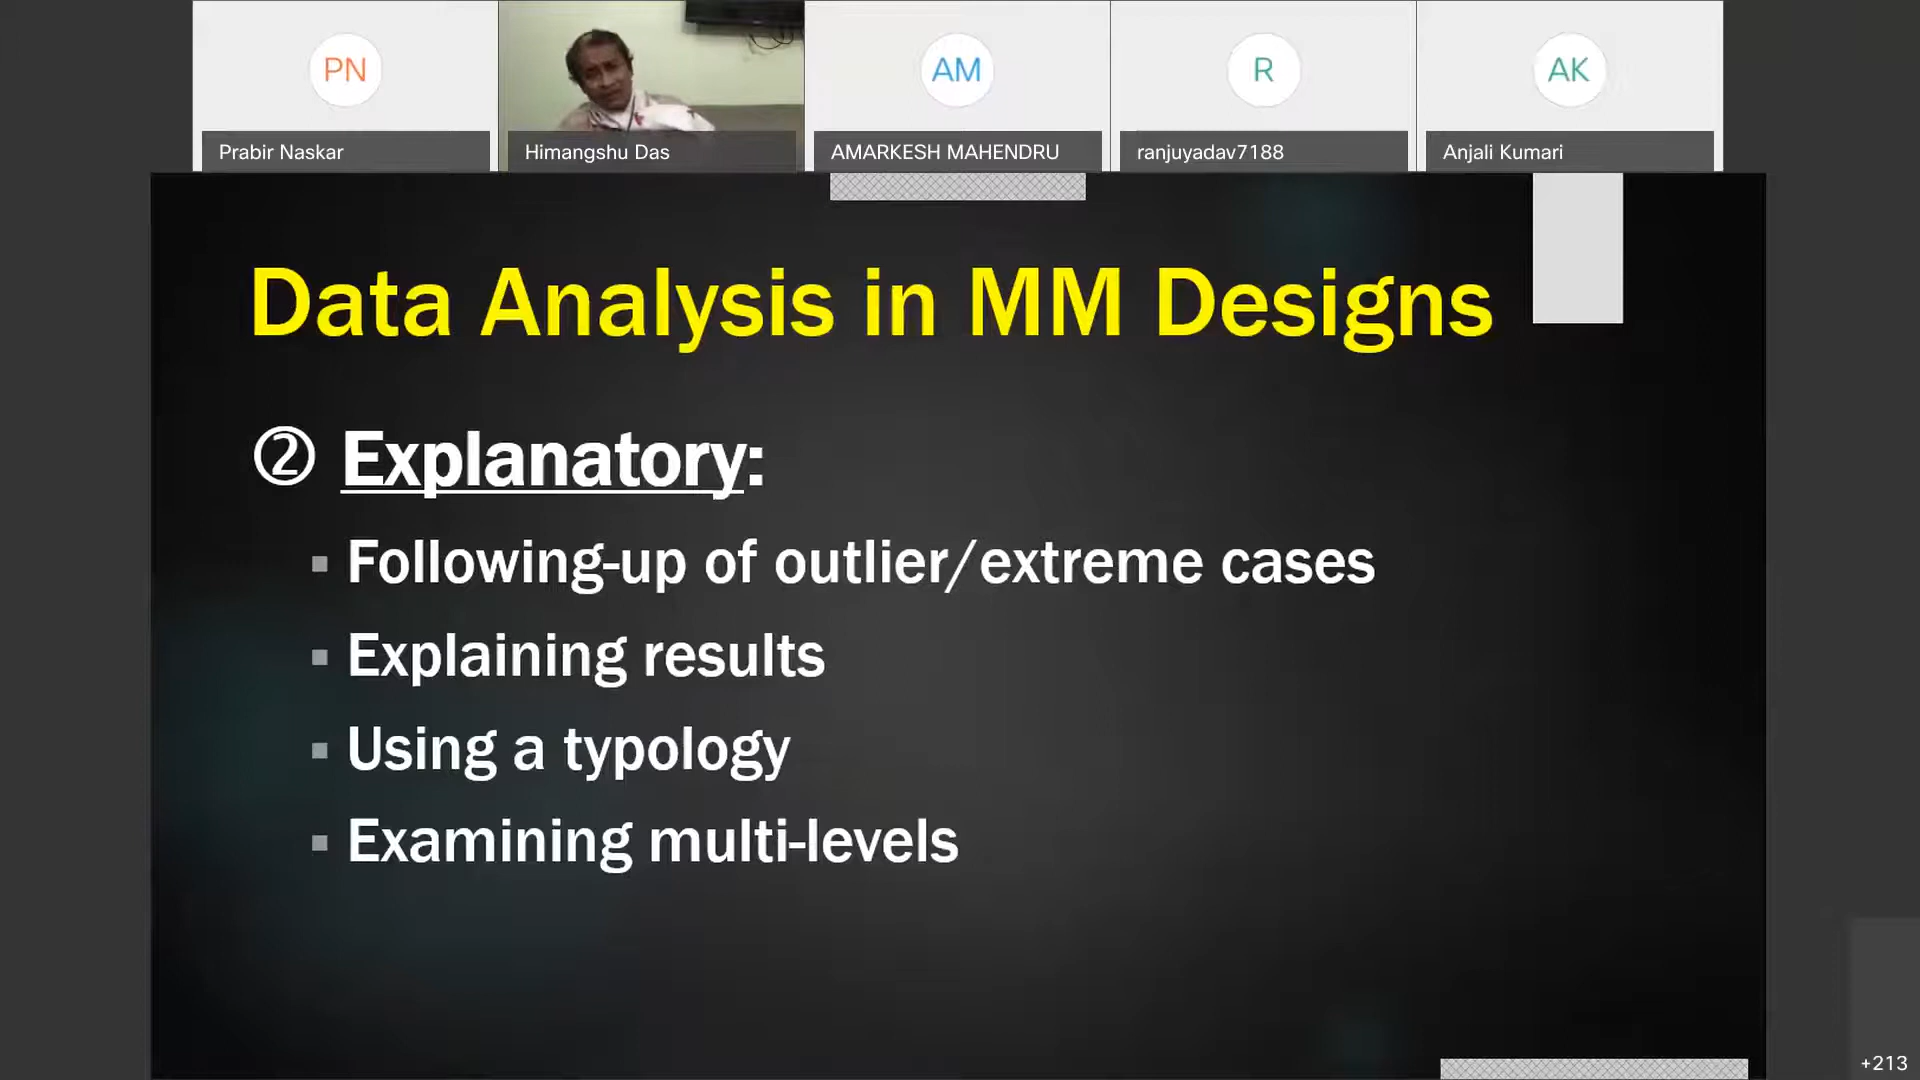 PN
AM
R
AK
Prabir Naskar
Himangshu Das
AMARKESH MAHENDRU
ranjuyadav7188
Anjali Kumari
Data Analysis in MM Designs
② Explanatory:
▪ Following-up of outlier/extreme cases
▪ Explaining results
▪ Using a typology
▪ Examining multi-levels
+213